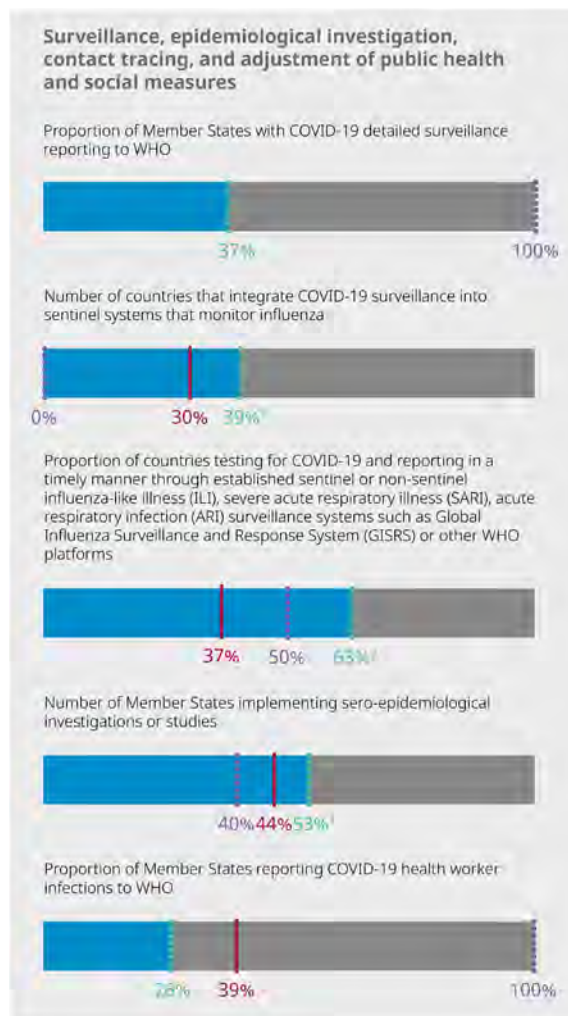 Surveillance, epidemiological investigation,
contact tracing, and adjustment of public health
and social measures
Proportion of Member States with COVID-19 detailed surveillance
reporting to WHO
37%
100%
Number of countries that integrate COVID-19 surveillance into
sentinel systems that monitor influenza
0% 30% 39%
Proportion of countries testing for COVID-19 and reporting in a
timely manner through established sentinel or non-sentinel
influenza-like illness (ILI), severe acute respiratory illness (SARI), acute
respiratory infection (ARI) surveillance systems such as Global
Influenza Surveillance and Response System (GISRS) or other WHO
platforms
37% 50% 63%
Number of Member States implementing sero-epidemiological
investigations or studies
40% 44% 53%
Proportion of Member States reporting COVID-19 health worker
infections to WHO
39% 100%